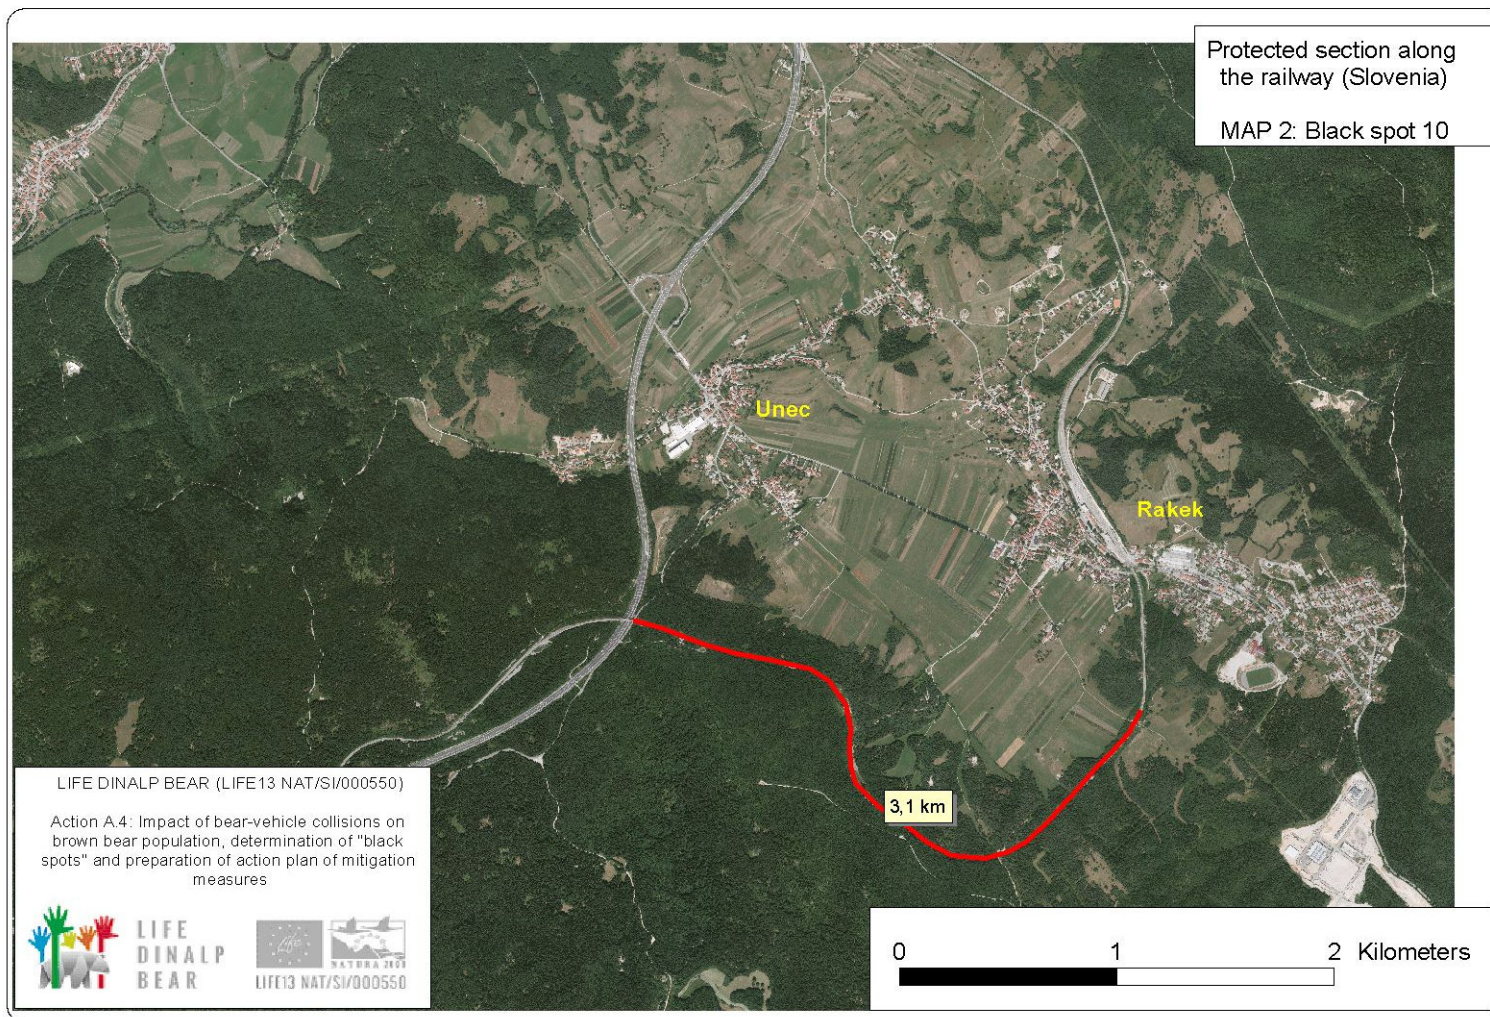 Protected section along
the railway (Slovenia)
MAP 2: Black spot 10
Unec
Rakek
3,1 km
LIFE DINALP BEAR (LIFE13 NAT/SI/000550)
Action A.4: Impact of bear-vehicle collisions on
brown bear population, determination of "black
spots" and preparation of action plan of mitigation
measures
LIFE
DINALP
BEAR
Life
NATURA 2000
LIFE13 NAT/SI/000550
0 1 2 Kilometers